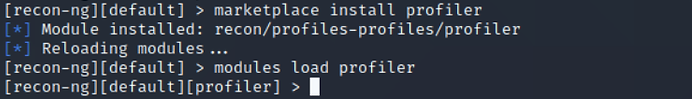 [recon-ng][default] > marketplace install profiler
[*] Module installed: recon/profiles-profiles/profiler
[*] Reloading modules...
[recon-ng][default] > modules load profiler
[recon-ng][default][profiler] >